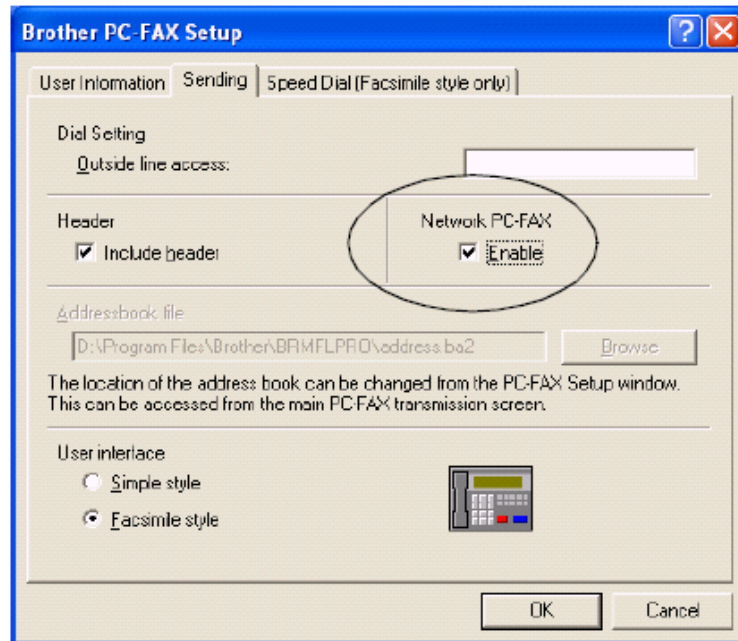 Brother PC-FAX Setup
User Information Sending Speed Dial (Facsimile style only)
Dial Setting
Outside line access:
Header Network PC-FAX
Include header Enable
Addressbook file
D:\Program Files\Brother\BRMFLPRO\address.ba2 Browse
The location of the address book can be changed from the PC-FAX Setup window.
This can be accessed from the main PC-FAX transmission screen.
User interface
Simple style
Facsimile style
OK Cancel